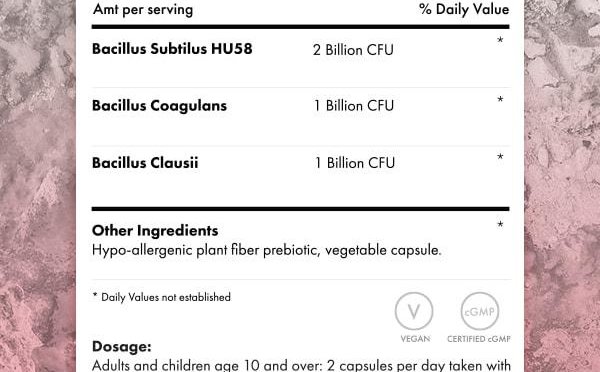 Amt per serving % Daily Value
Bacillus Subtilus HU58 2 Billion CFU *
Bacillus Coagulans 1 Billion CFU *
Bacillus Clausii 1 Billion CFU *
Other Ingredients *
Hypo-allergenic plant fiber prebiotic, vegetable capsule.
* Daily Values not established
V cGMP
VEGAN CERTIFIED cGMP
Dosage:
Adults and children age 10 and over: 2 capsules per day taken with